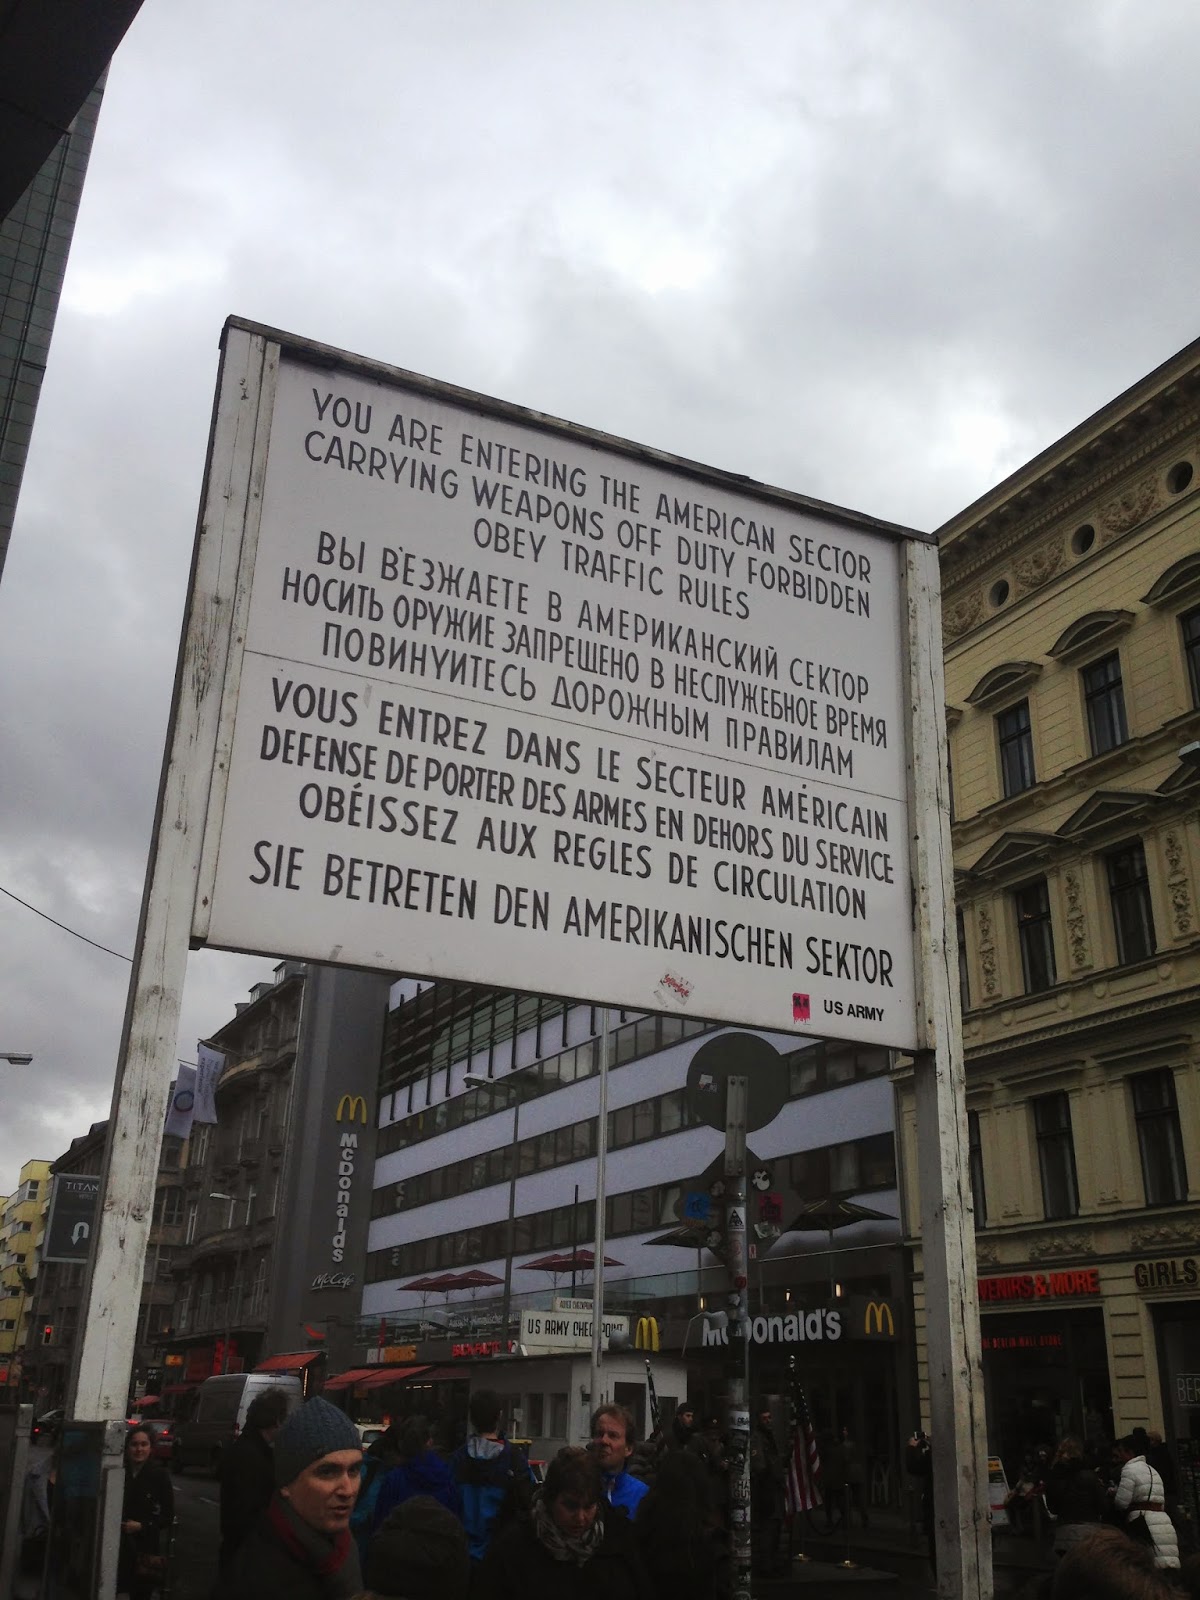 YOU ARE ENTERING THE AMERICAN SECTOR
CARRYING WEAPONS OFF DUTY FORBIDDEN
OBEY TRAFFIC RULES
ВЫ ВЪЕЗЖАЕТЕ В АМЕРИКАНСКИЙ СЕКТОР
НОСИТЬ ОРУЖИЕ ЗАПРЕЩЕНО В НЕСЛУЖЕБНОЕ ВРЕМЯ
ПОВИНУИТЕСЬ ДОРОЖНЫМ ПРАВИЛАМ
VOUS ENTREZ DANS LE SECTEUR AMÉRICAIN
DEFENSE DE PORTER DES ARMES EN DEHORS DU SERVICE
OBÉISSEZ AUX REGLES DE CIRCULATION
SIE BETRETEN DEN AMERIKANISCHEN SEKTOR
US ARMY
McDonalds
McCafé
TITAN
US ARMY CHECKPOINT
McDonald's
& MORE
GIRLS